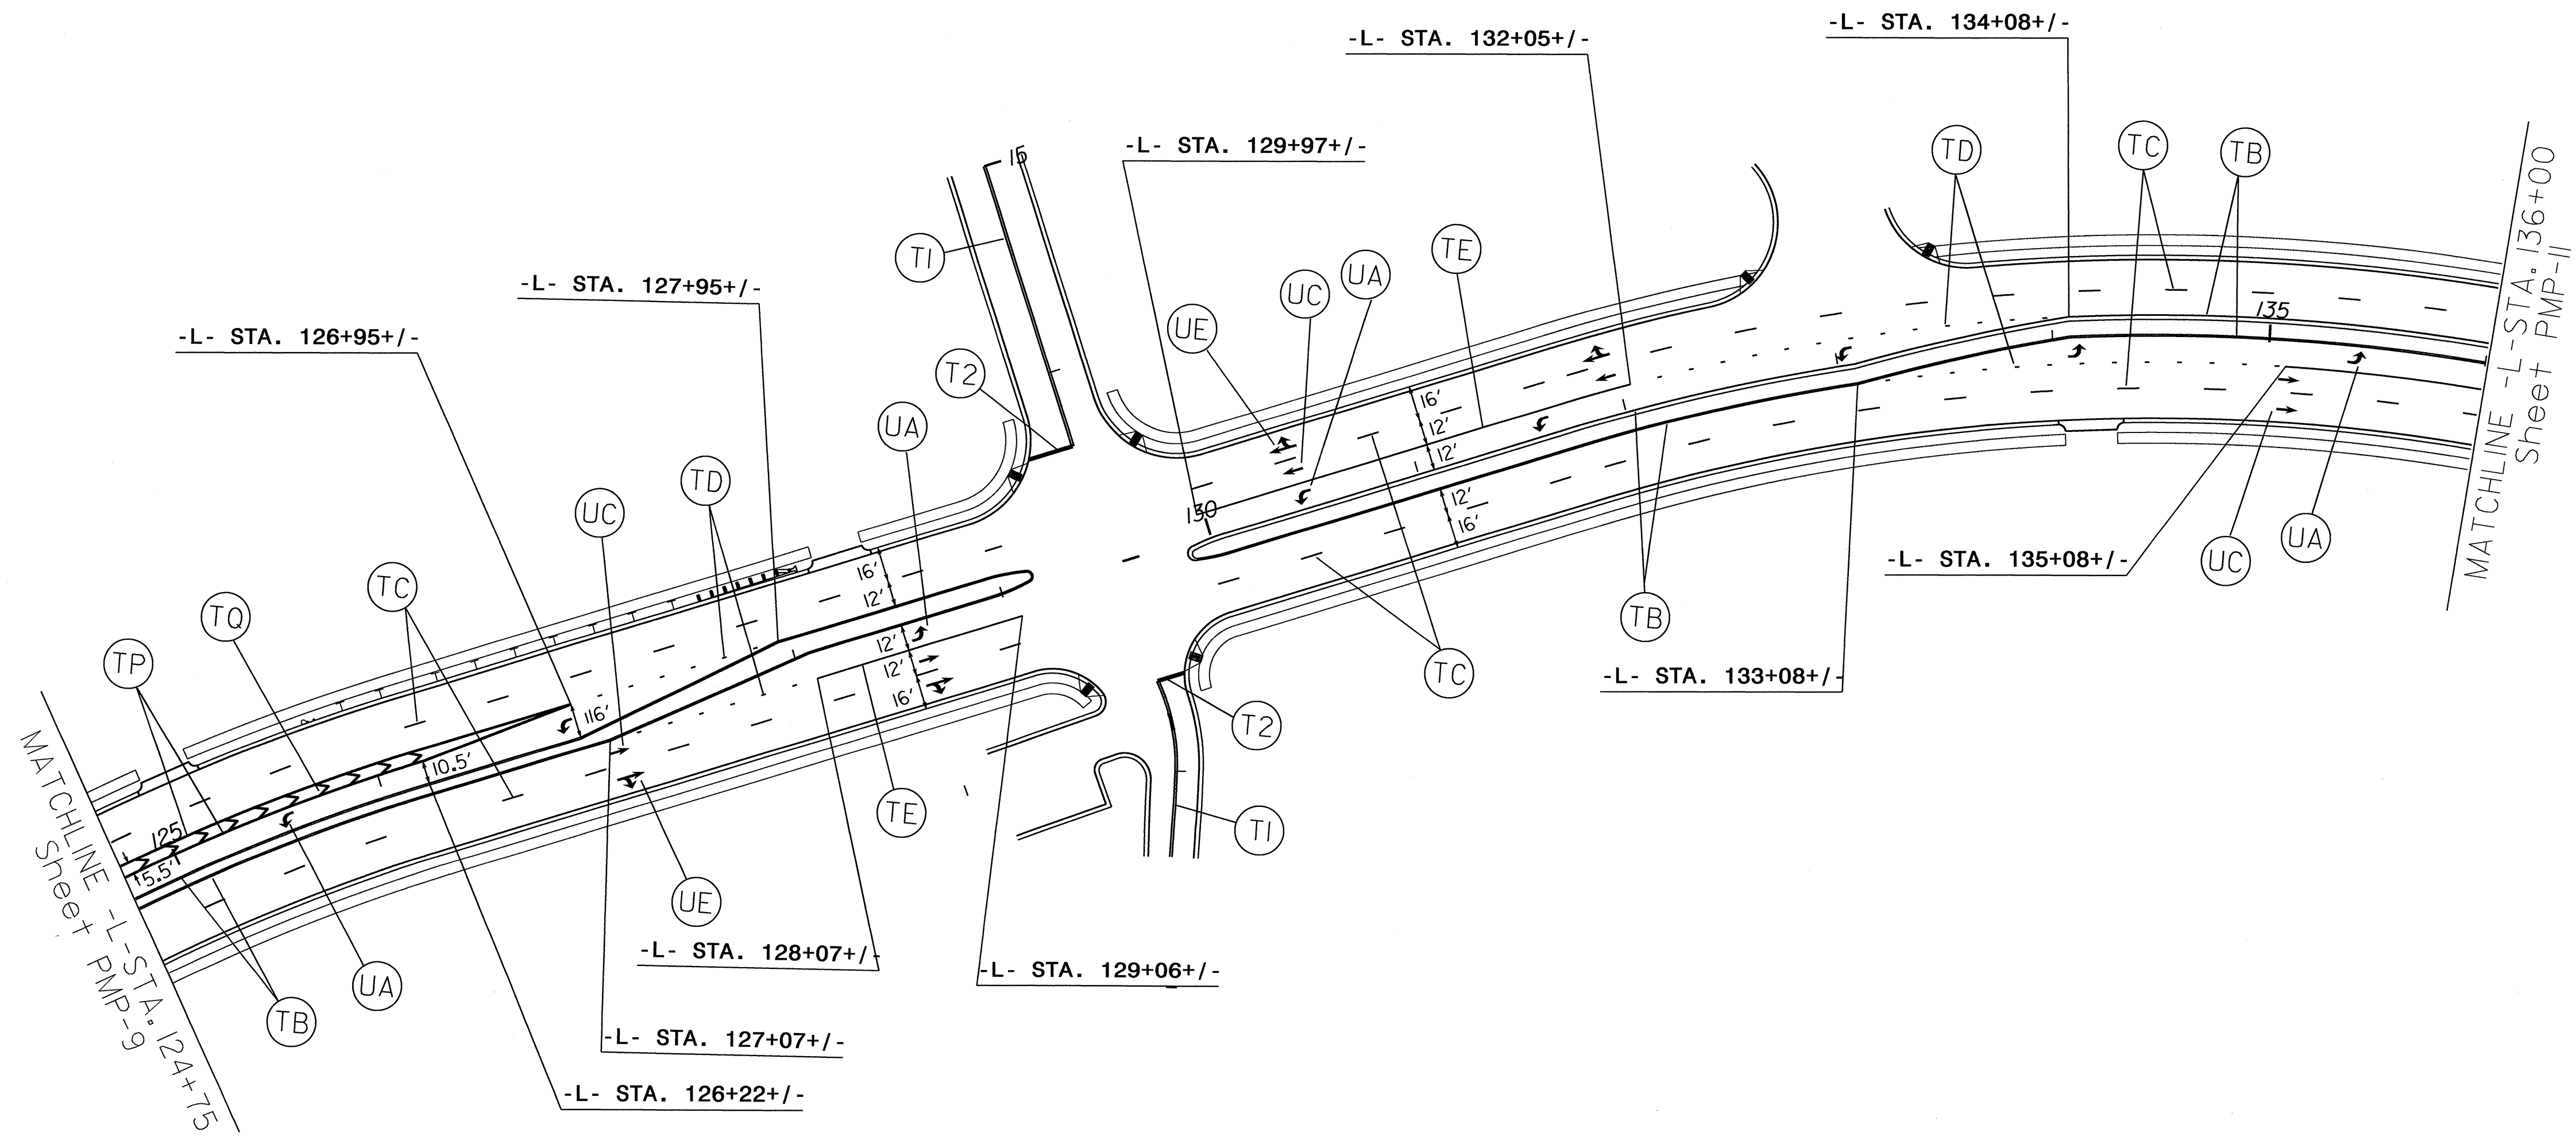 -L- STA. 134+08+/-
-L- STA. 132+05+/-
-L- STA. 129+97+/-
15
TD
TC
TB
T1
UA
TE
UC
UE
-L- STA. 127+95+/-
-L- STA. 126+95+/-
135
MATCHLINE -L-STA. 136+00
Sheet PMP-11
T2
UA
TD
UC
16'
12'
12'
130
12'
16'
16'
12'
TC
TQ
TP
12'
12'
16'
116'
10.5'
125
5.5'
-L- STA. 135+08+/-
UC
UA
TB
TC
-L- STA. 133+08+/-
T2
T1
TE
UE
MATCHLINE -L-STA. 124+75
Sheet PMP-9
UA
TB
-L- STA. 128+07+/-
-L- STA. 129+06+/-
-L- STA. 127+07+/-
-L- STA. 126+22+/-